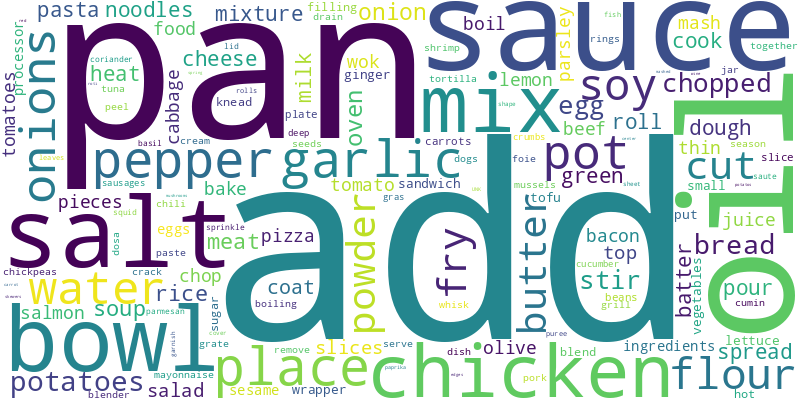 pasta noodles
mixture
filling
drain
onion
parsley
boil
sauce
mash
cook
together
rings
fish
shrimp
processor
food
coriander
lid
tuna
heat
peel
cheese
wok
ginger
milk
tomatoes
onions
pan
cabbage
knead
rolls
plate
oven
tortilla
lemon
mix
soy
chopped
jar
egg
beef
roll
dough
shape
crumbs
basil
cream
deep
seeds
carrots
season
thin
slice
pepper
garlic
pot
cut
oil
leaves
sausages
bake
tomato
sandwich
dogs
foie
green
small
saute
sheet
mussels
tofu
gras
pieces
chili
mushrooms
salt
squid
sprinkle
eggs
meat
pizza
powder
add
fry
butter
bacon
top
put
juice
dosa
paste
chickpeas
crack
chop
batter
bread
cucumber
stir
vegetables
water
rice
coat
boiling
whisk
beans
grill
pour
cumin
salmon
soup
parmesan
sugar
bowl
garnish
cover
grate
remove
serve
puree
lettuce
slices
dish
olive
blend
ingredients
spread
potatoes
mayonnaise
place
chicken
flour
blender
salad
sesame
wrapper
paprika
pork
edges
hot